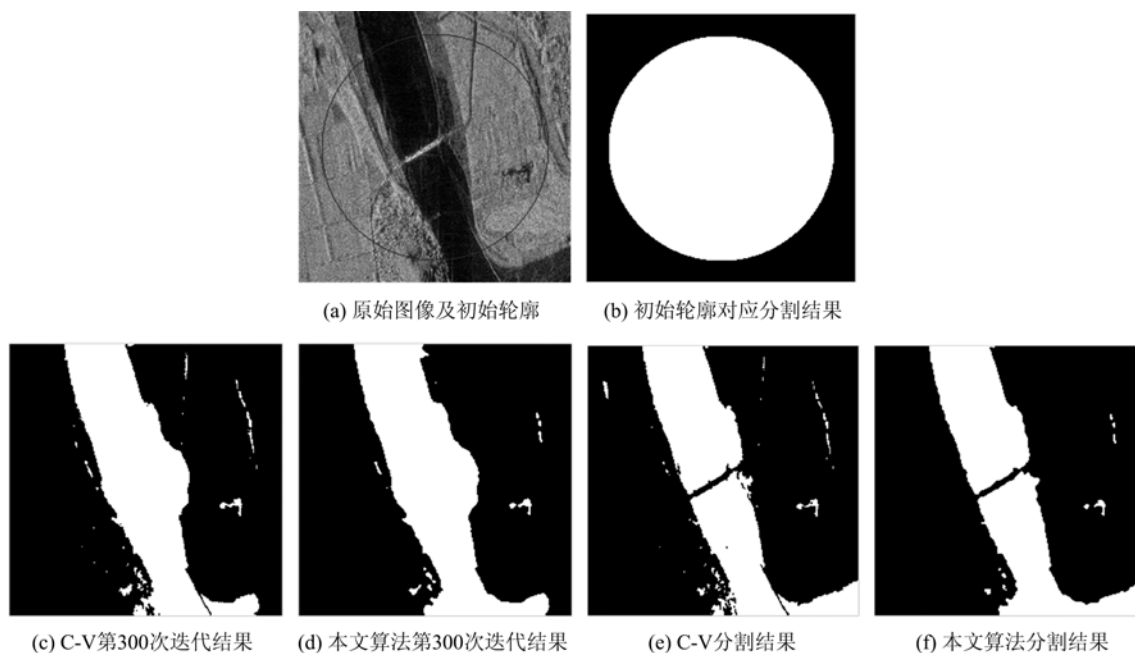 (a) 原始图像及初始轮廓
(b) 初始轮廓对应分割结果
(c) C-V第300次迭代结果
(d) 本文算法第300次迭代结果
(e) C-V分割结果
(f) 本文算法分割结果